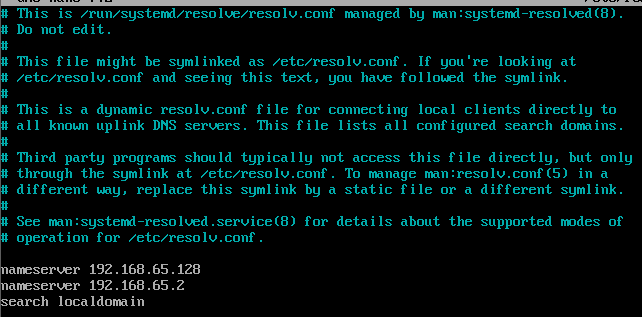 # This is /run/systemd/resolve/resolv.conf managed by man:systemd-resolved(8).
# Do not edit.
#
# This file might be symlinked as /etc/resolv.conf. If you're looking at
# /etc/resolv.conf and seeing this text, you have followed the symlink.
#
# This is a dynamic resolv.conf file for connecting local clients directly to
# all known uplink DNS servers. This file lists all configured search domains.
#
# Third party programs should typically not access this file directly, but only
# through the symlink at /etc/resolv.conf. To manage man:resolv.conf(5) in a
# different way, replace this symlink by a static file or a different symlink.
#
# See man:systemd-resolved.service(8) for details about the supported modes of
# operation for /etc/resolv.conf.
nameserver 192.168.65.128
nameserver 192.168.65.2
search localdomain